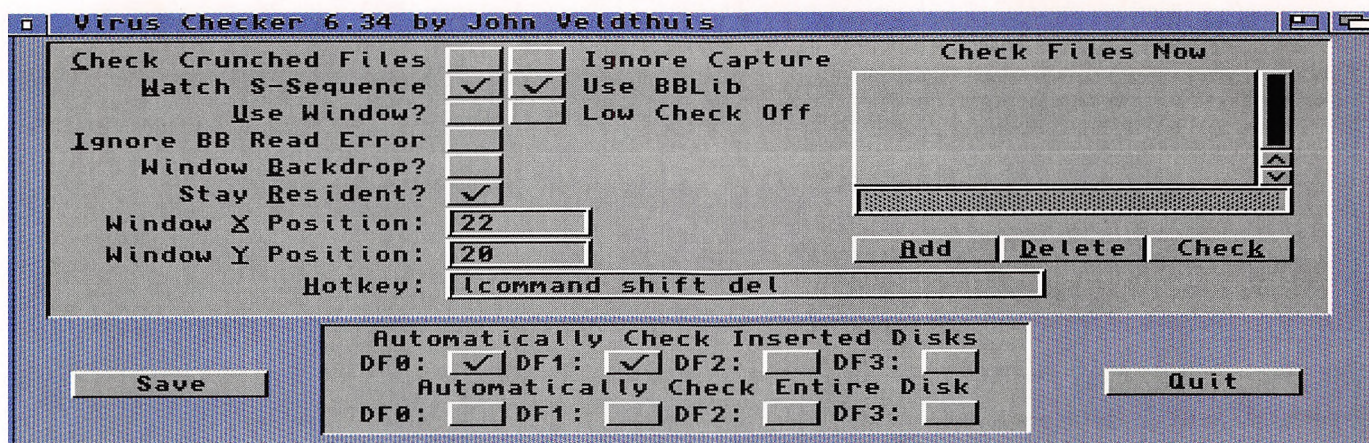 Virus Checker 6.34 by John Veldthuis
Check Crunched Files
Ignore Capture
Watch S-Sequence
Use BBLib
Use Window?
Low Check Off
Ignore BB Read Error
Window Backdrop?
Stay Resident?
Window X Position: 22
Window Y Position: 20
Hotkey: lcommand shift del
Check Files Now
Add Delete Check
Automatically Check Inserted Disks
DF0: DF1: DF2: DF3:
Automatically Check Entire Disk
DF0: DF1: DF2: DF3:
Save
Quit